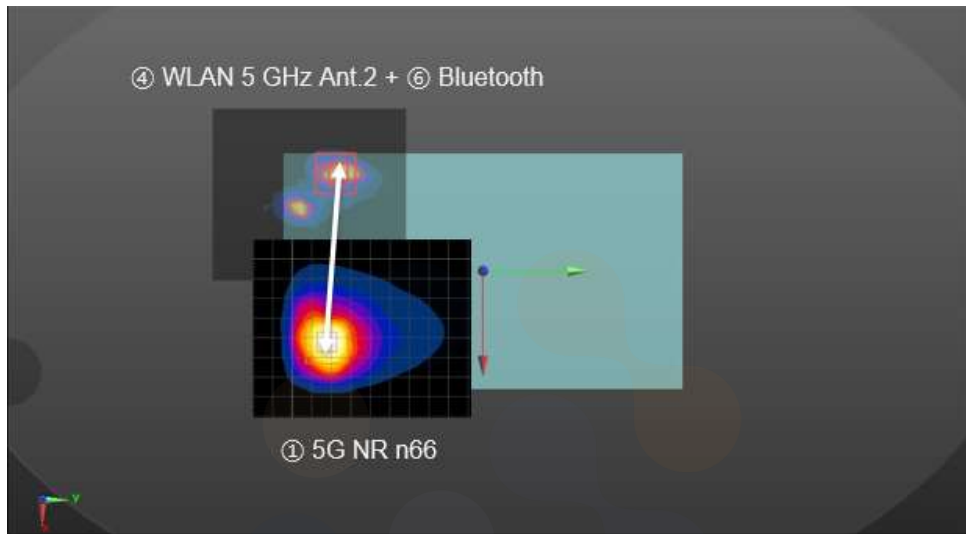 ④ WLAN 5 GHz Ant.2 + ⑥ Bluetooth
① 5G NR n66
Y